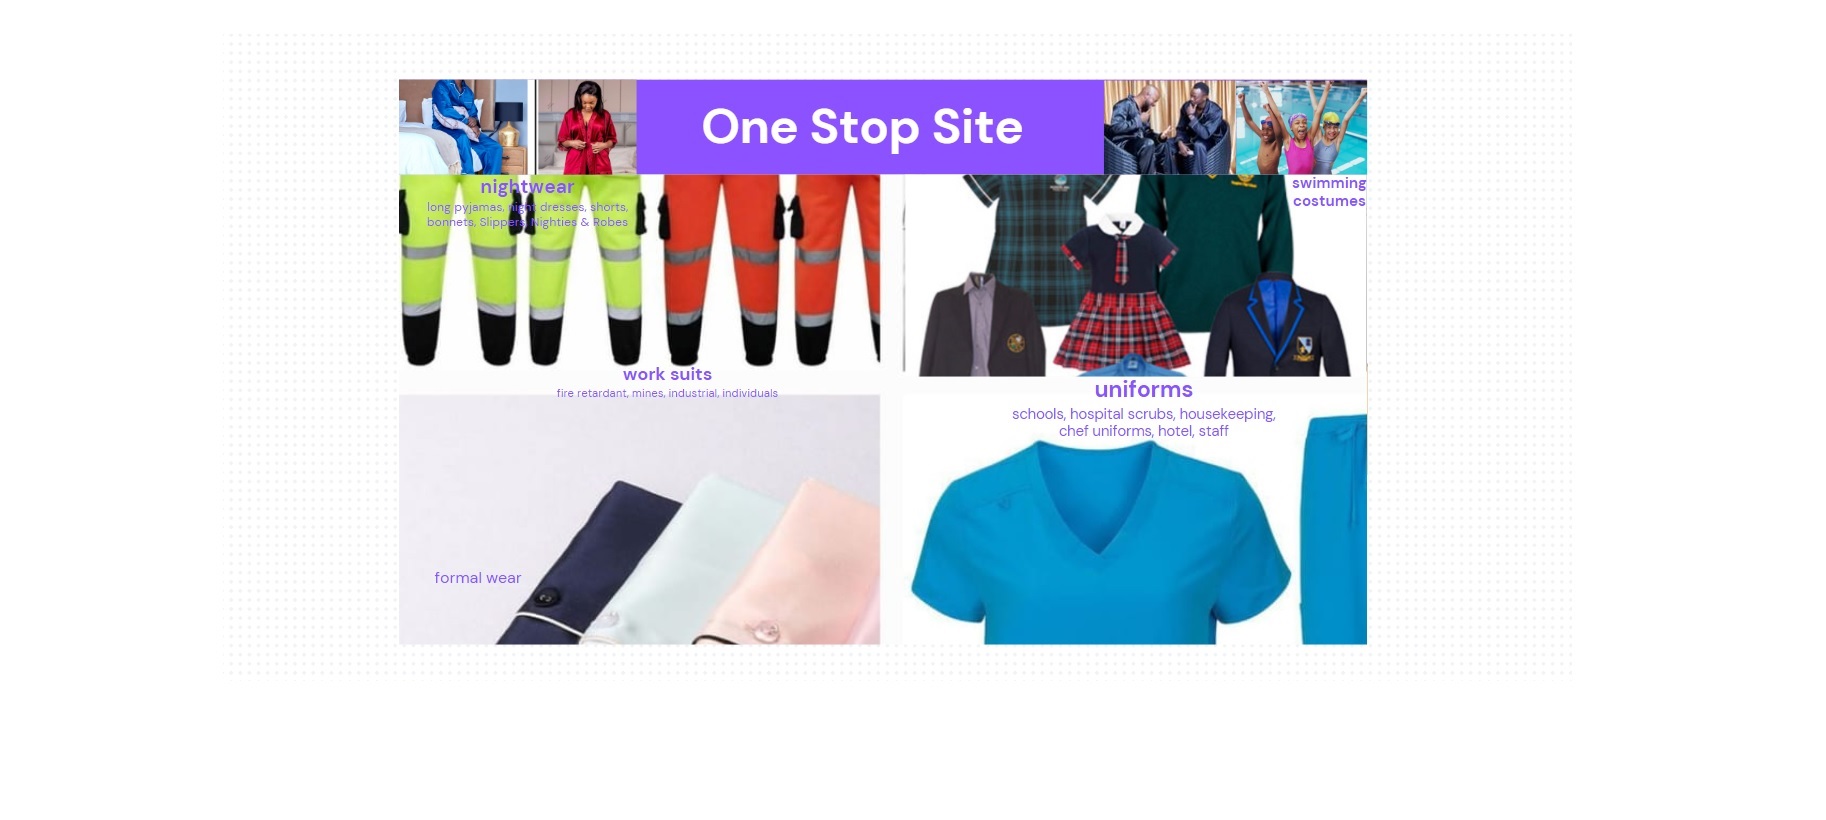 One Stop Site
nightwear
long pyjamas, night dresses, shorts,
bonnets, Slippers, Nighties & Robes
swimming
costumes
work suits
fire retardant, mines, industrial, individuals
uniforms
schools, hospital scrubs, housekeeping,
chef uniforms, hotel, staff
formal wear